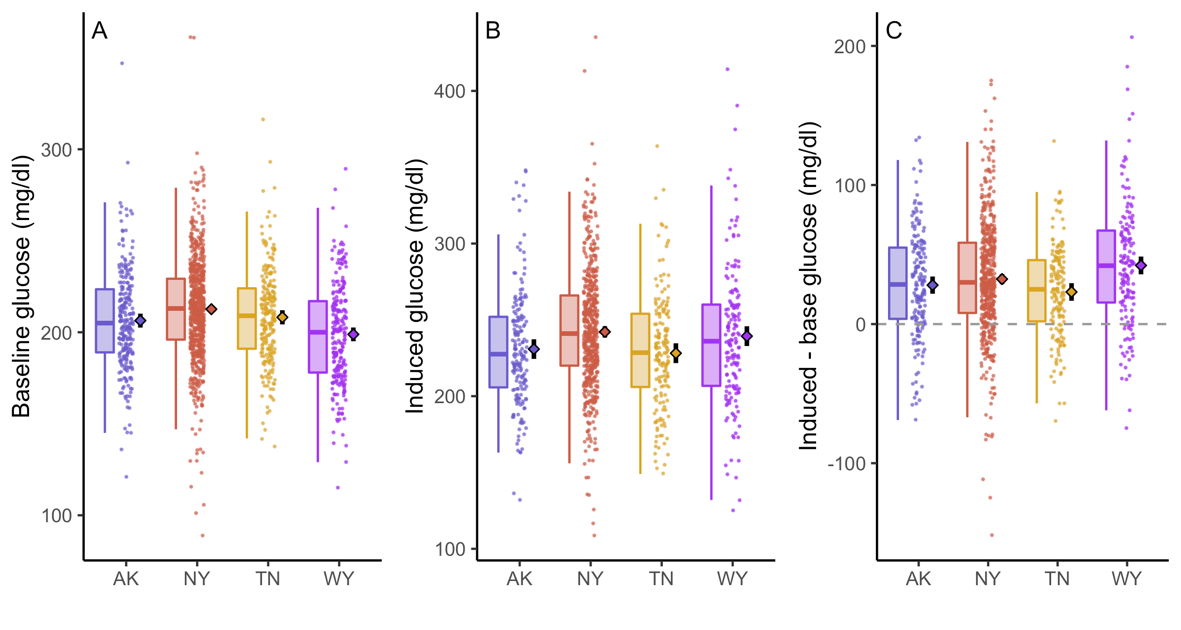 A
Baseline glucose (mg/dl)
300
200
100
AK NY TN WY
B
Induced glucose (mg/dl)
400
300
200
100
AK NY TN WY
C
Induced - base glucose (mg/dl)
200
100
0
-100
AK NY TN WY